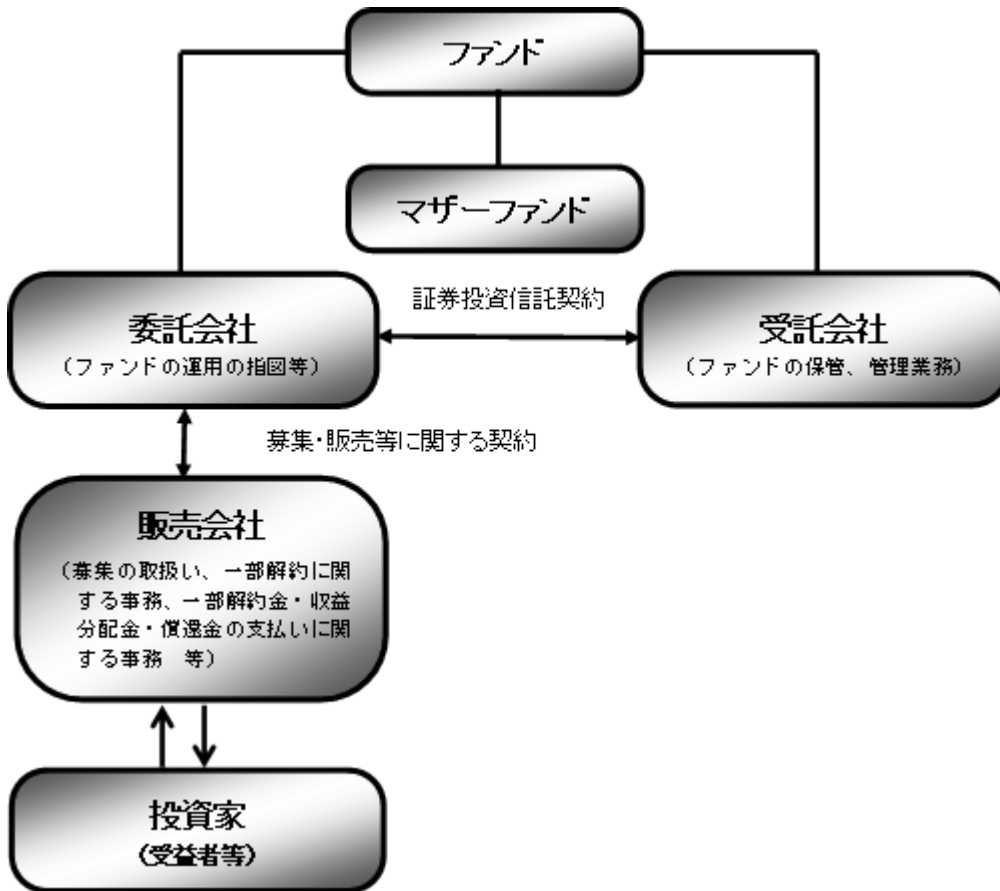 ファンド
マザーファンド
証券投資信託契約
委託会社
（ファンドの運用の指図等）
受託会社
（ファンドの保管、管理業務）
募集・販売等に関する契約
販売会社
（募集の取扱い、一部解約に関
する事務、一部解約金・収益
分配金・償還金の支払いに関
する事務　等）
投資家
（受益者等）